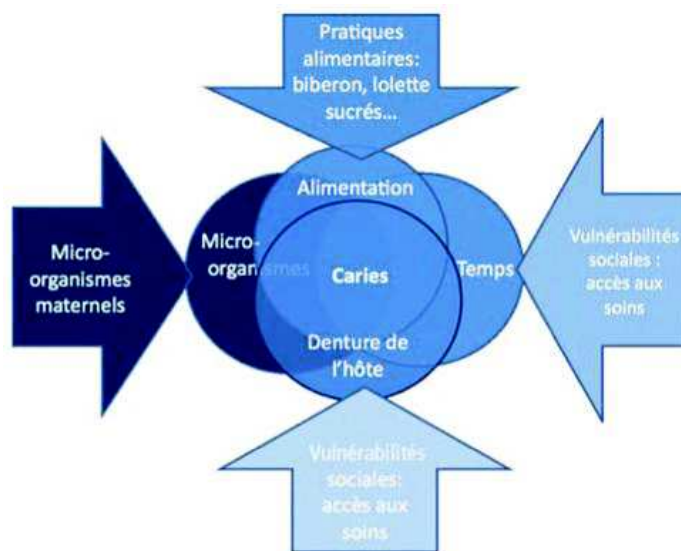 Pratiques
alimentaires:
biberon, lolette
sucrés...
Alimentation
Micro-
organismes
maternels
Micro-
organismes
Caries
Temps
Vulnérabilités
sociales :
accès aux
soins
Denture de
l'hôte
Vulnérabilités
sociales:
accès aux
soins